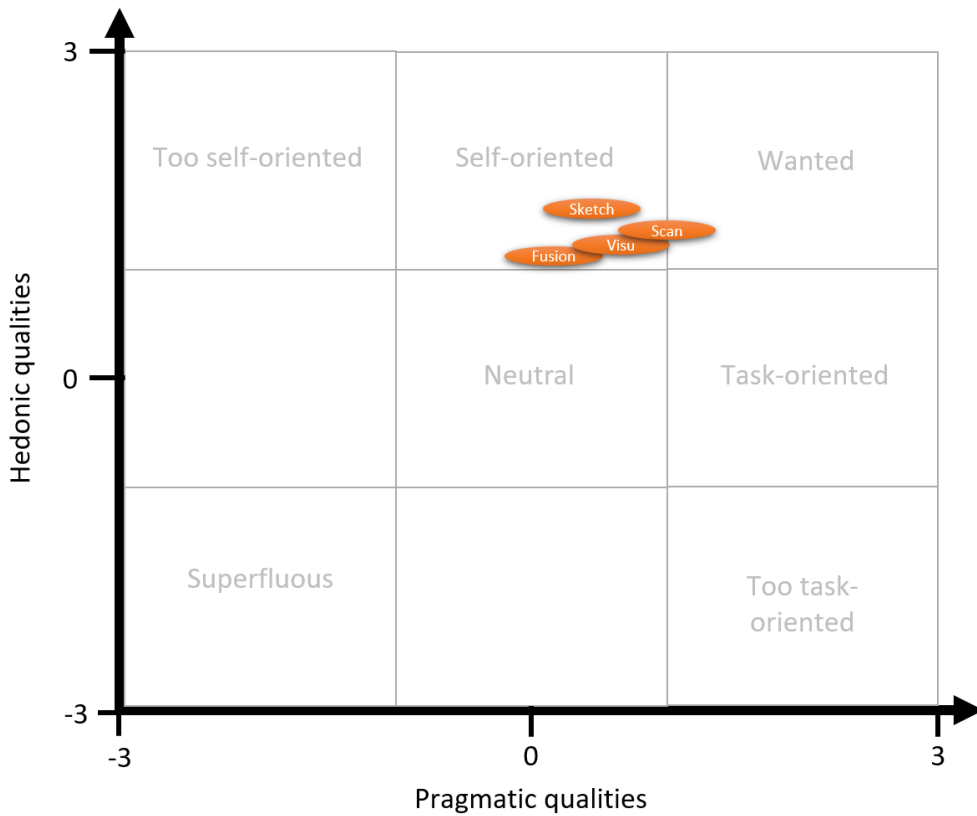 3
Too self-oriented
Self-oriented
Wanted
Sketch
Scan
Visu
Fusion
Hedonic qualities
0
Neutral
Task-oriented
Superfluous
Too task-
oriented
-3
-3
0
3
Pragmatic qualities